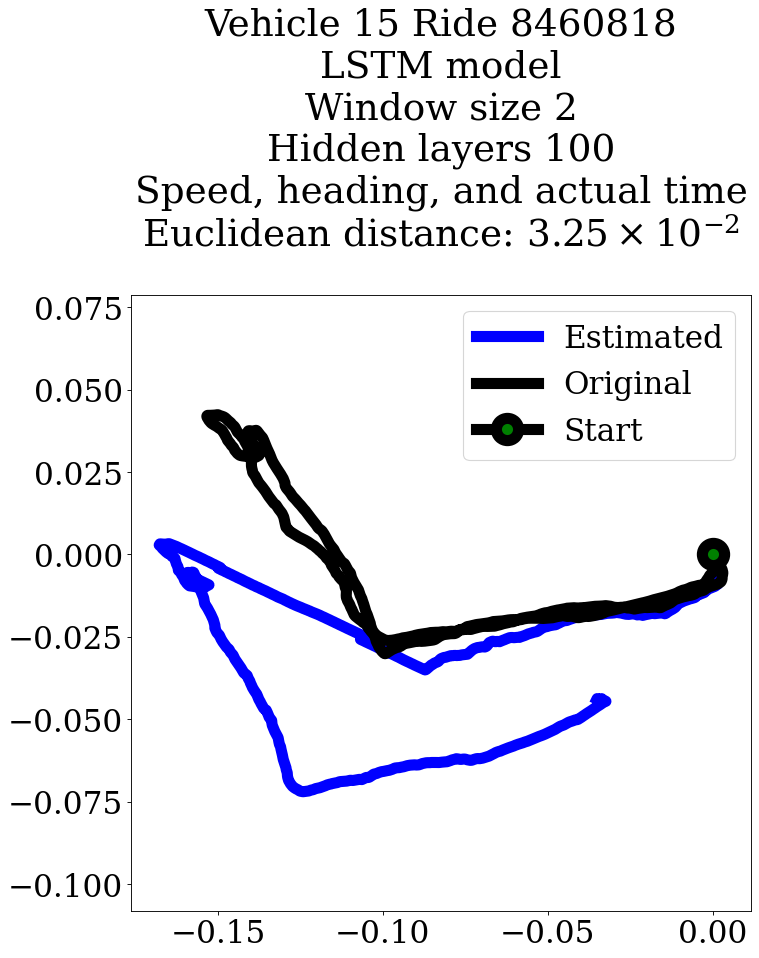 Vehicle 15 Ride 8460818
LSTM model
Window size 2
Hidden layers 100
Speed, heading, and actual time
Euclidean distance: 3.25 × 10⁻²
Estimated
Original
Start
0.075
0.050
0.025
0.000
−0.025
−0.050
−0.075
−0.100
−0.15 −0.10 −0.05 0.00